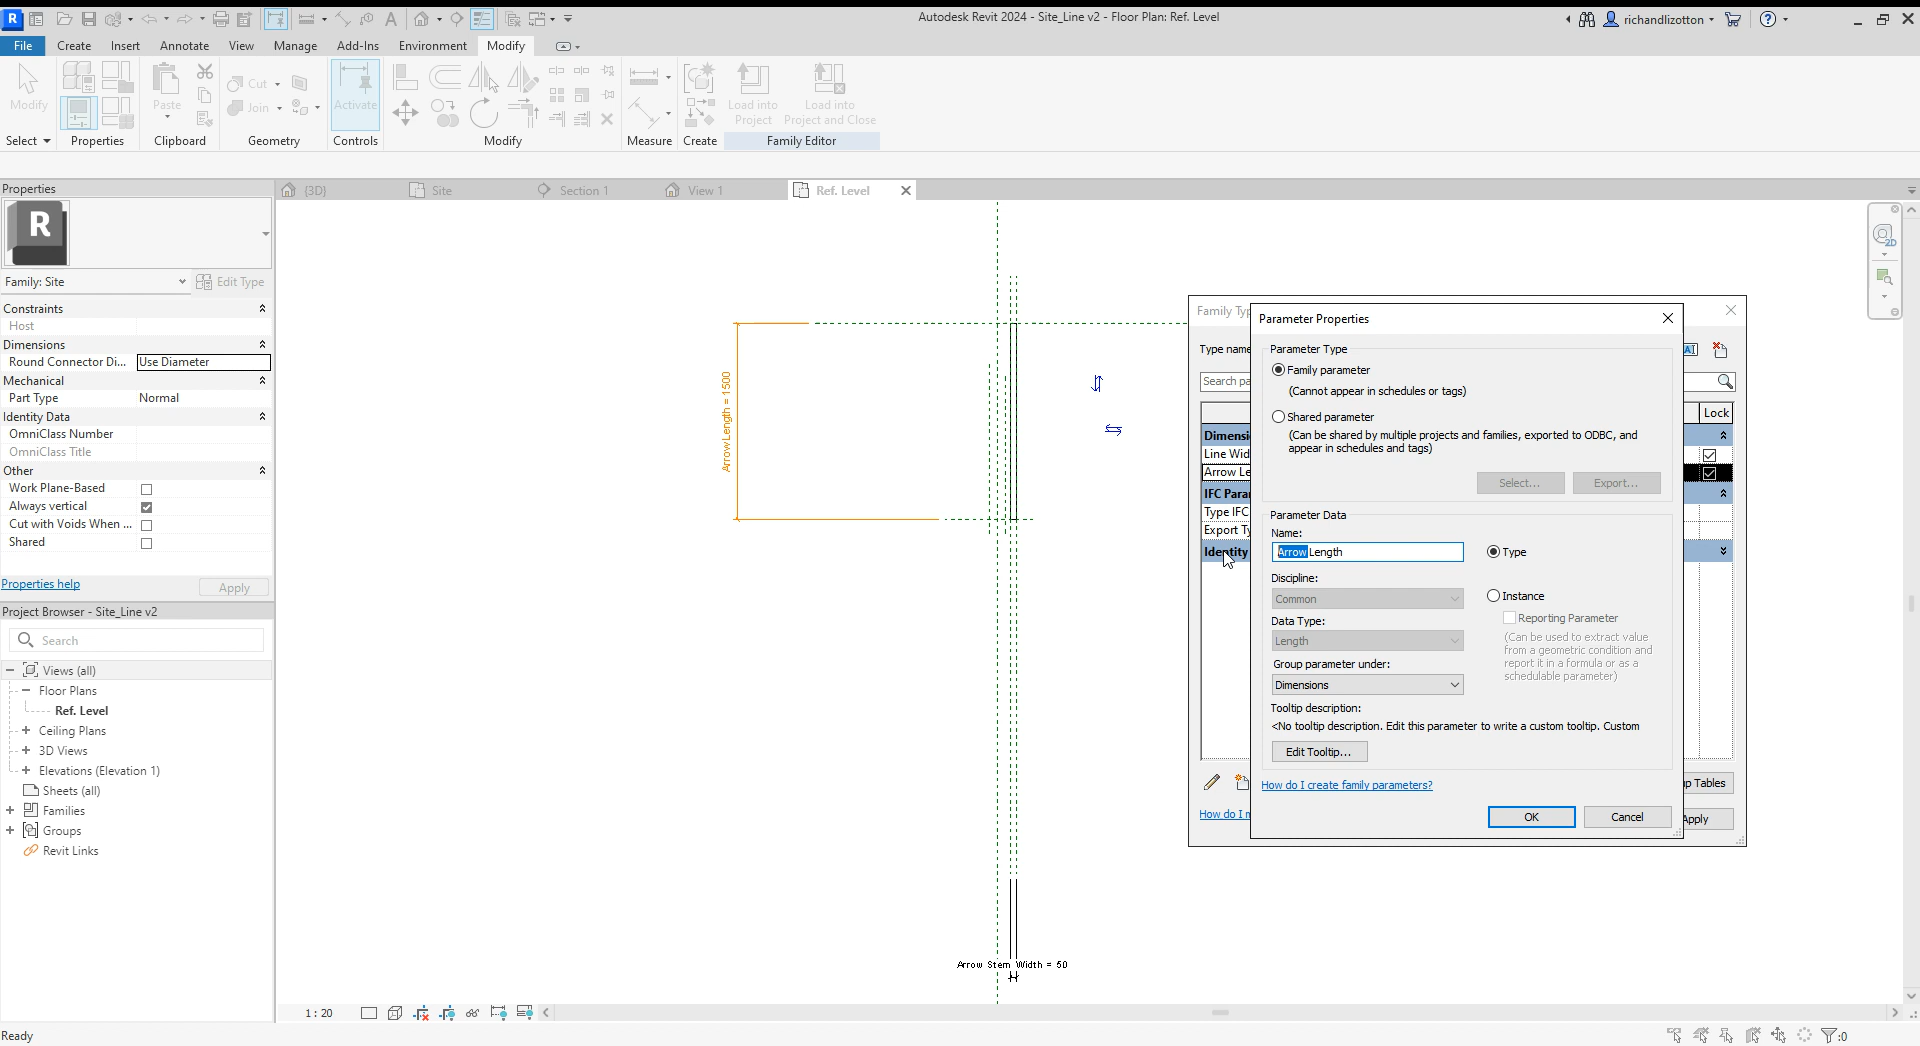 Autodesk Revit 2024 - Site_Line v2 - Floor Plan: Ref. Level
richandlizotton
File
Create
Insert
Annotate
View
Manage
Add-Ins
Environment
Modify
Modify
Paste
Cut
Join
Activate
Load into
Project
Load into
Project and Close
Select
Properties
Clipboard
Geometry
Controls
Modify
Measure
Create
Family Editor
Properties
{3D}
Site
Section 1
View 1
Ref. Level
R
Family: Site
Edit Type
Constraints
Host
Dimensions
Round Connector Di...
Use Diameter
Mechanical
Part Type
Normal
Identity Data
OmniClass Number
OmniClass Title
Other
Work Plane-Based
Always vertical
Cut with Voids When ...
Shared
Properties help
Apply
Project Browser - Site_Line v2
Search
Views (all)
Floor Plans
Ref. Level
Ceiling Plans
3D Views
Elevations (Elevation 1)
Sheets (all)
Families
Groups
Revit Links
Arrow Length = 1500
Arrow Stem Width = 50
Family Typ
Type name
Search pa
Lock
Dimensi
Line Wid
Arrow Le
IFC Para
Type IFC
Export Ty
Identity
How do I m
p Tables
Apply
Parameter Properties
Parameter Type
Family parameter
(Cannot appear in schedules or tags)
Shared parameter
(Can be shared by multiple projects and families, exported to ODBC, and
appear in schedules and tags)
Select...
Export...
Parameter Data
Name:
Arrow Length
Type
Discipline:
Common
Instance
Reporting Parameter
Data Type:
Length
(Can be used to extract value
from a geometric condition and
report it in a formula or as a
schedulable parameter)
Group parameter under:
Dimensions
Tooltip description:
<No tooltip description. Edit this parameter to write a custom tooltip. Custom
Edit Tooltip...
How do I create family parameters?
OK
Cancel
1 : 20
Ready
:0